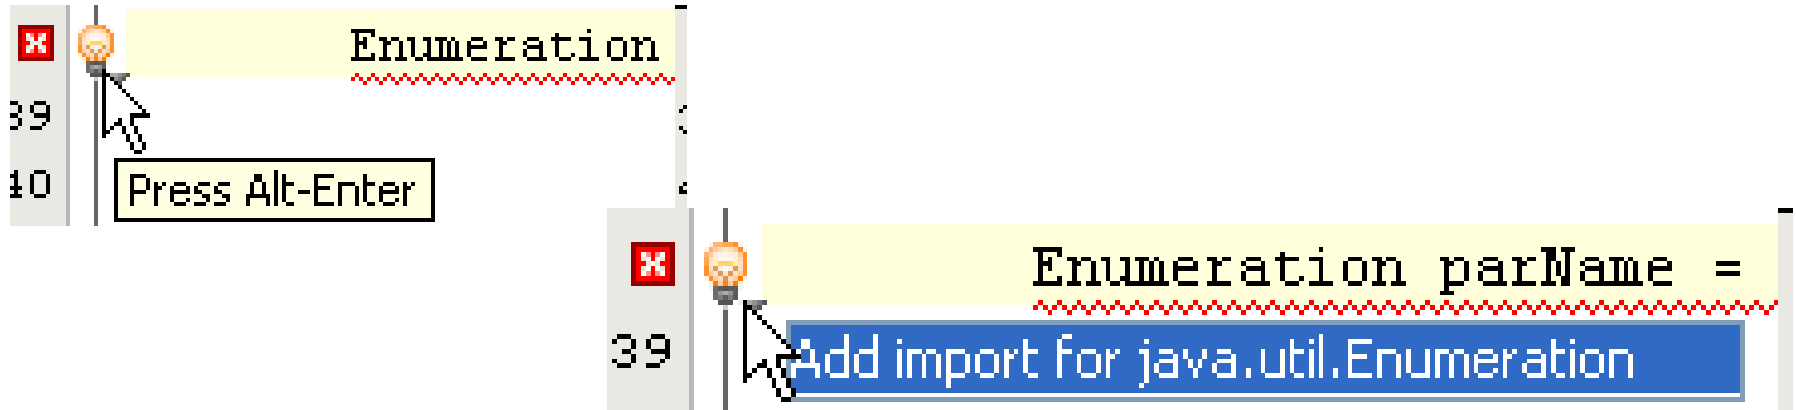 Enumeration
39
40
Press Alt-Enter
Enumeration parName =
39
Add import for java.util.Enumeration